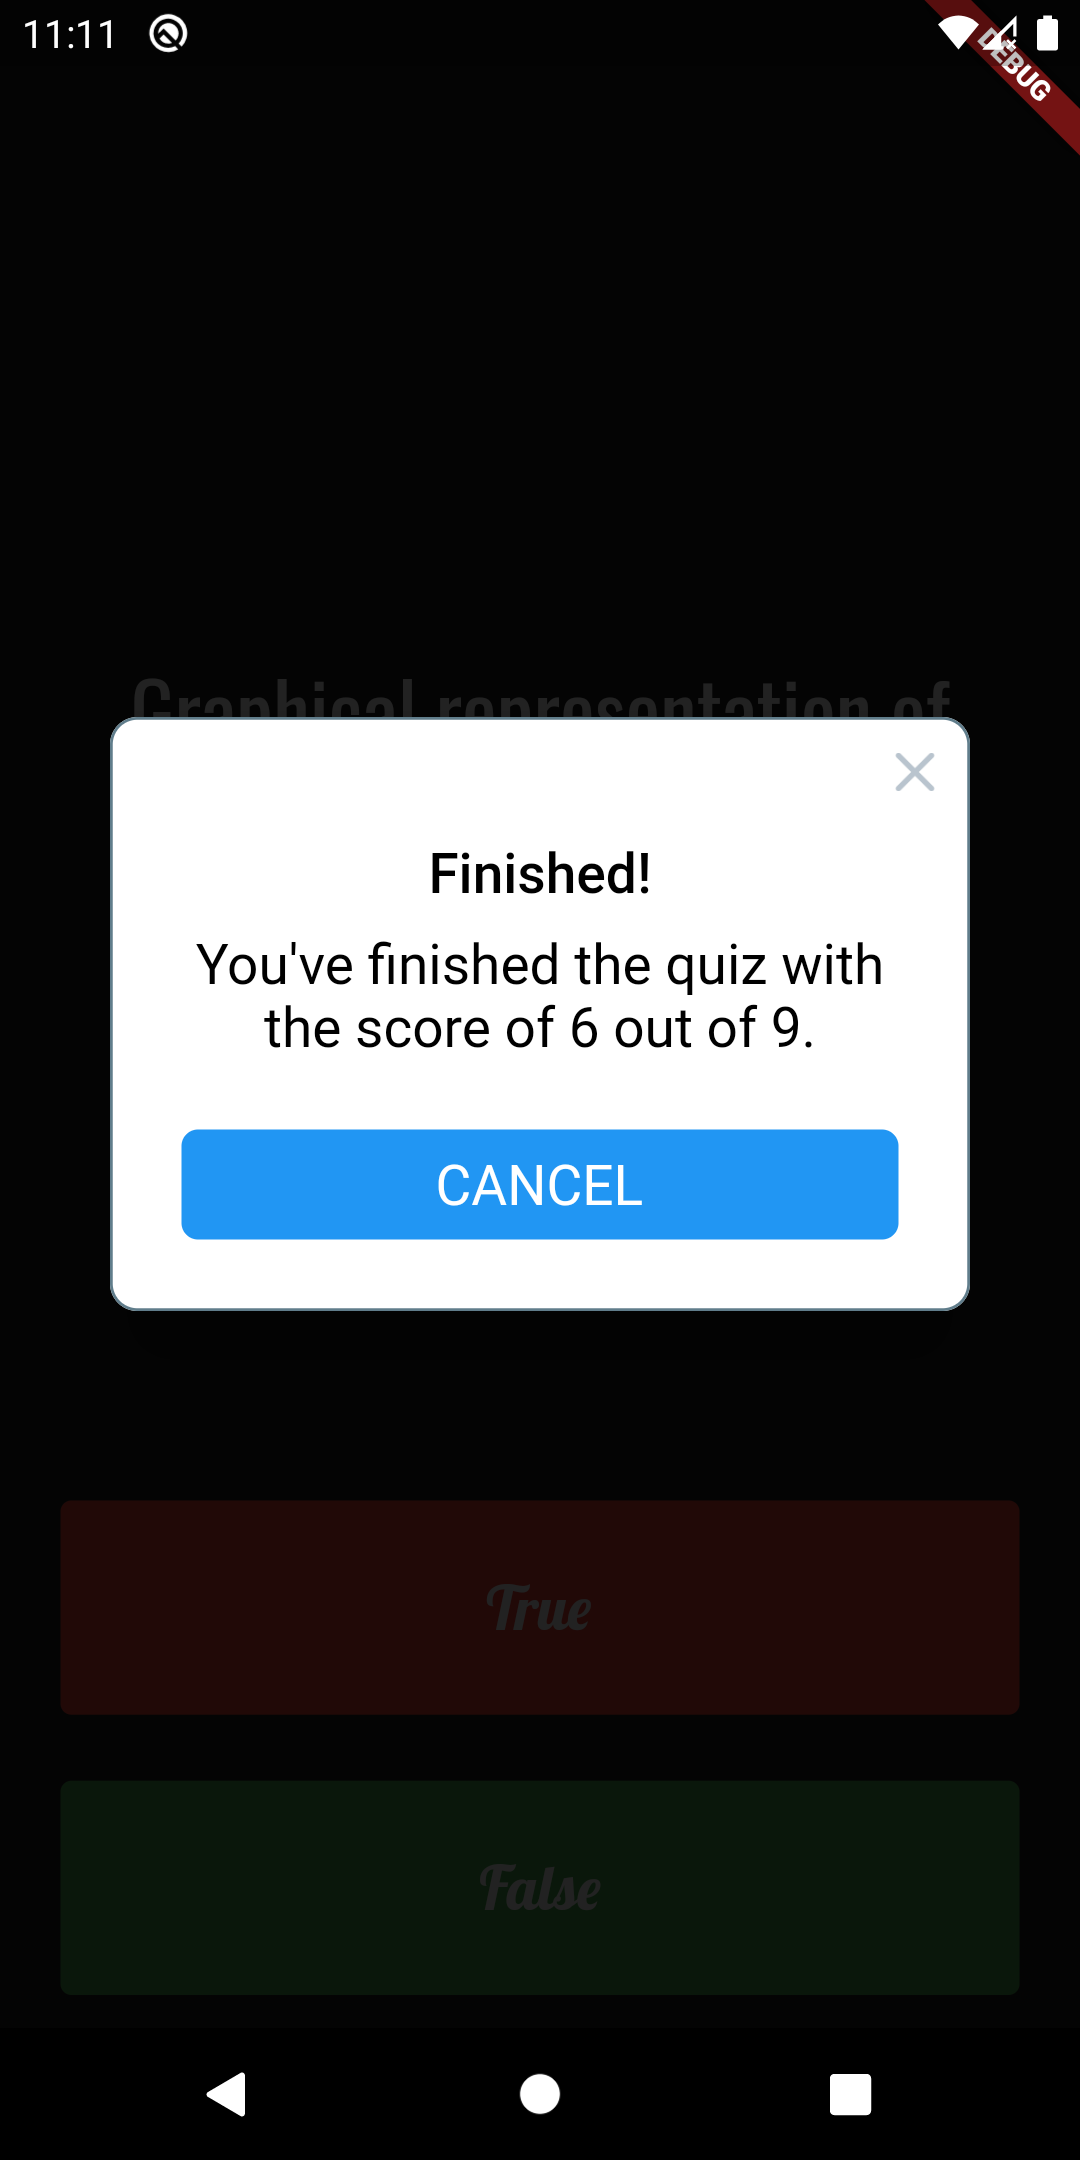 11:11
DEBUG
Graphical representation of
Finished!
You've finished the quiz with
the score of 6 out of 9.
CANCEL
True
False